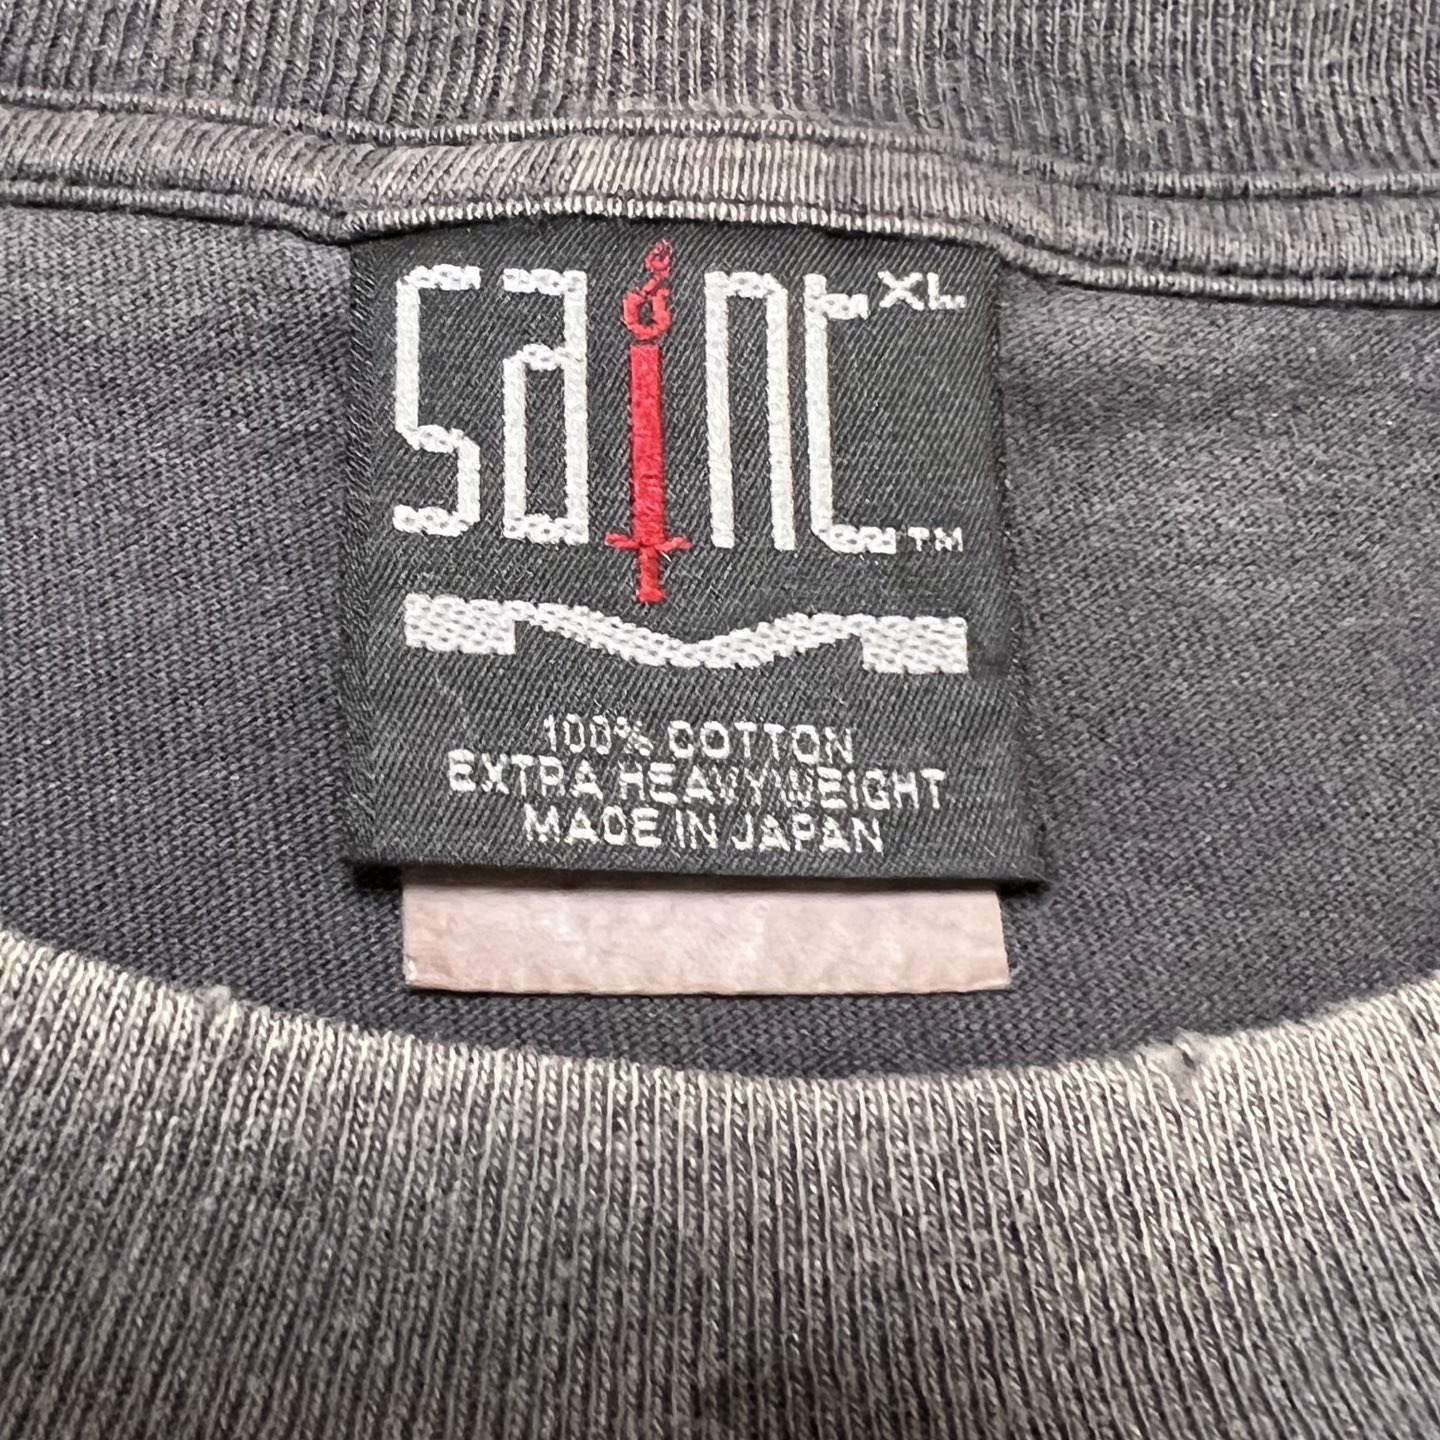 SaiNt XL.
TM
100% COTTON
EXTRA HEAVYWEIGHT
MADE IN JAPAN